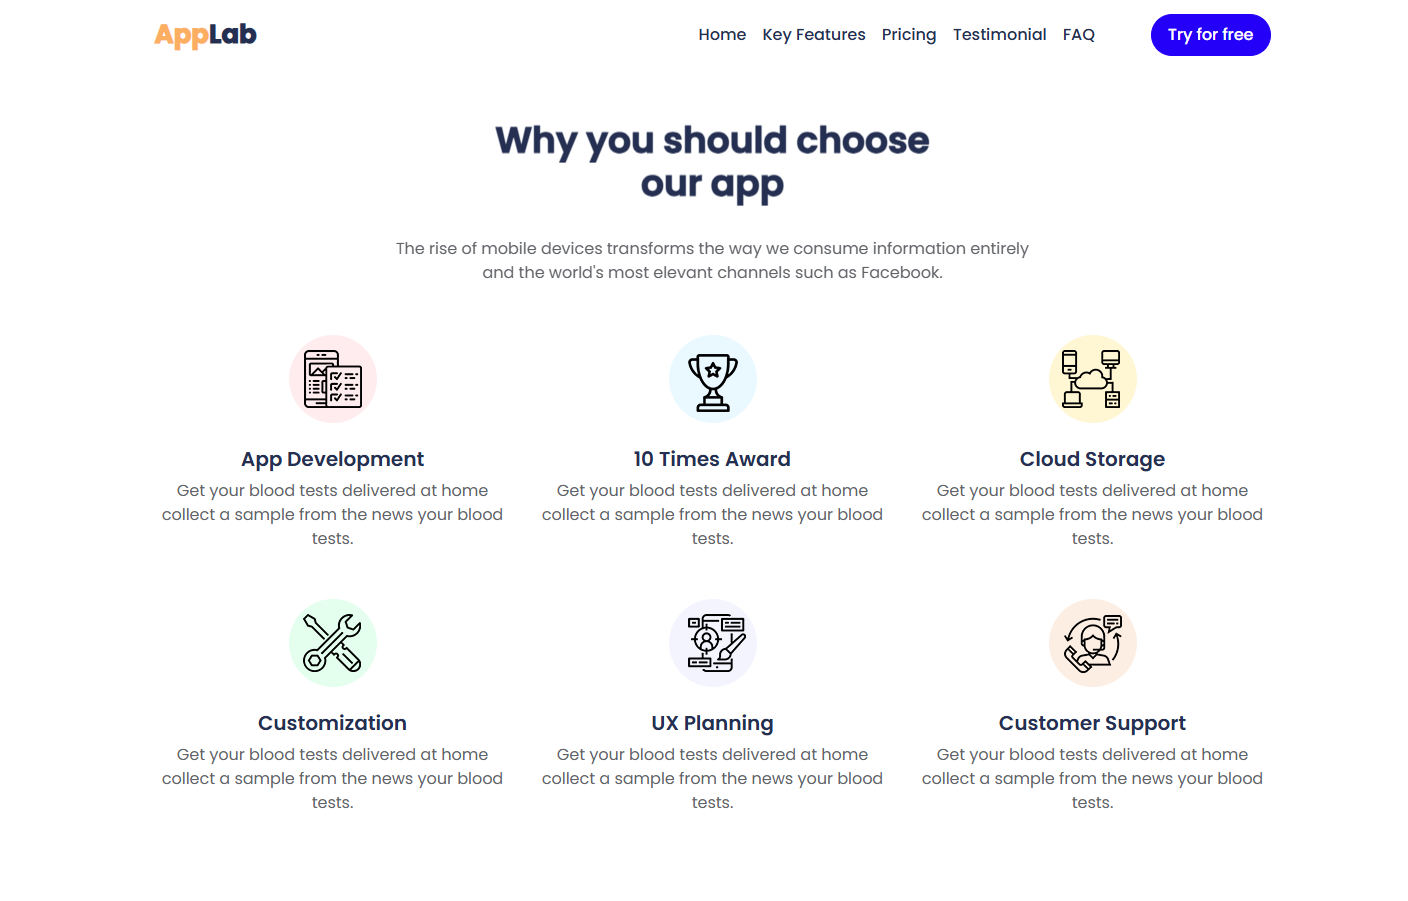 AppLab
Home Key Features Pricing Testimonial FAQ Try for free
Why you should choose
our app
The rise of mobile devices transforms the way we consume information entirely
and the world's most elevant channels such as Facebook.
App Development
Get your blood tests delivered at home
collect a sample from the news your blood
tests.
10 Times Award
Get your blood tests delivered at home
collect a sample from the news your blood
tests.
Cloud Storage
Get your blood tests delivered at home
collect a sample from the news your blood
tests.
Customization
Get your blood tests delivered at home
collect a sample from the news your blood
tests.
UX Planning
Get your blood tests delivered at home
collect a sample from the news your blood
tests.
Customer Support
Get your blood tests delivered at home
collect a sample from the news your blood
tests.